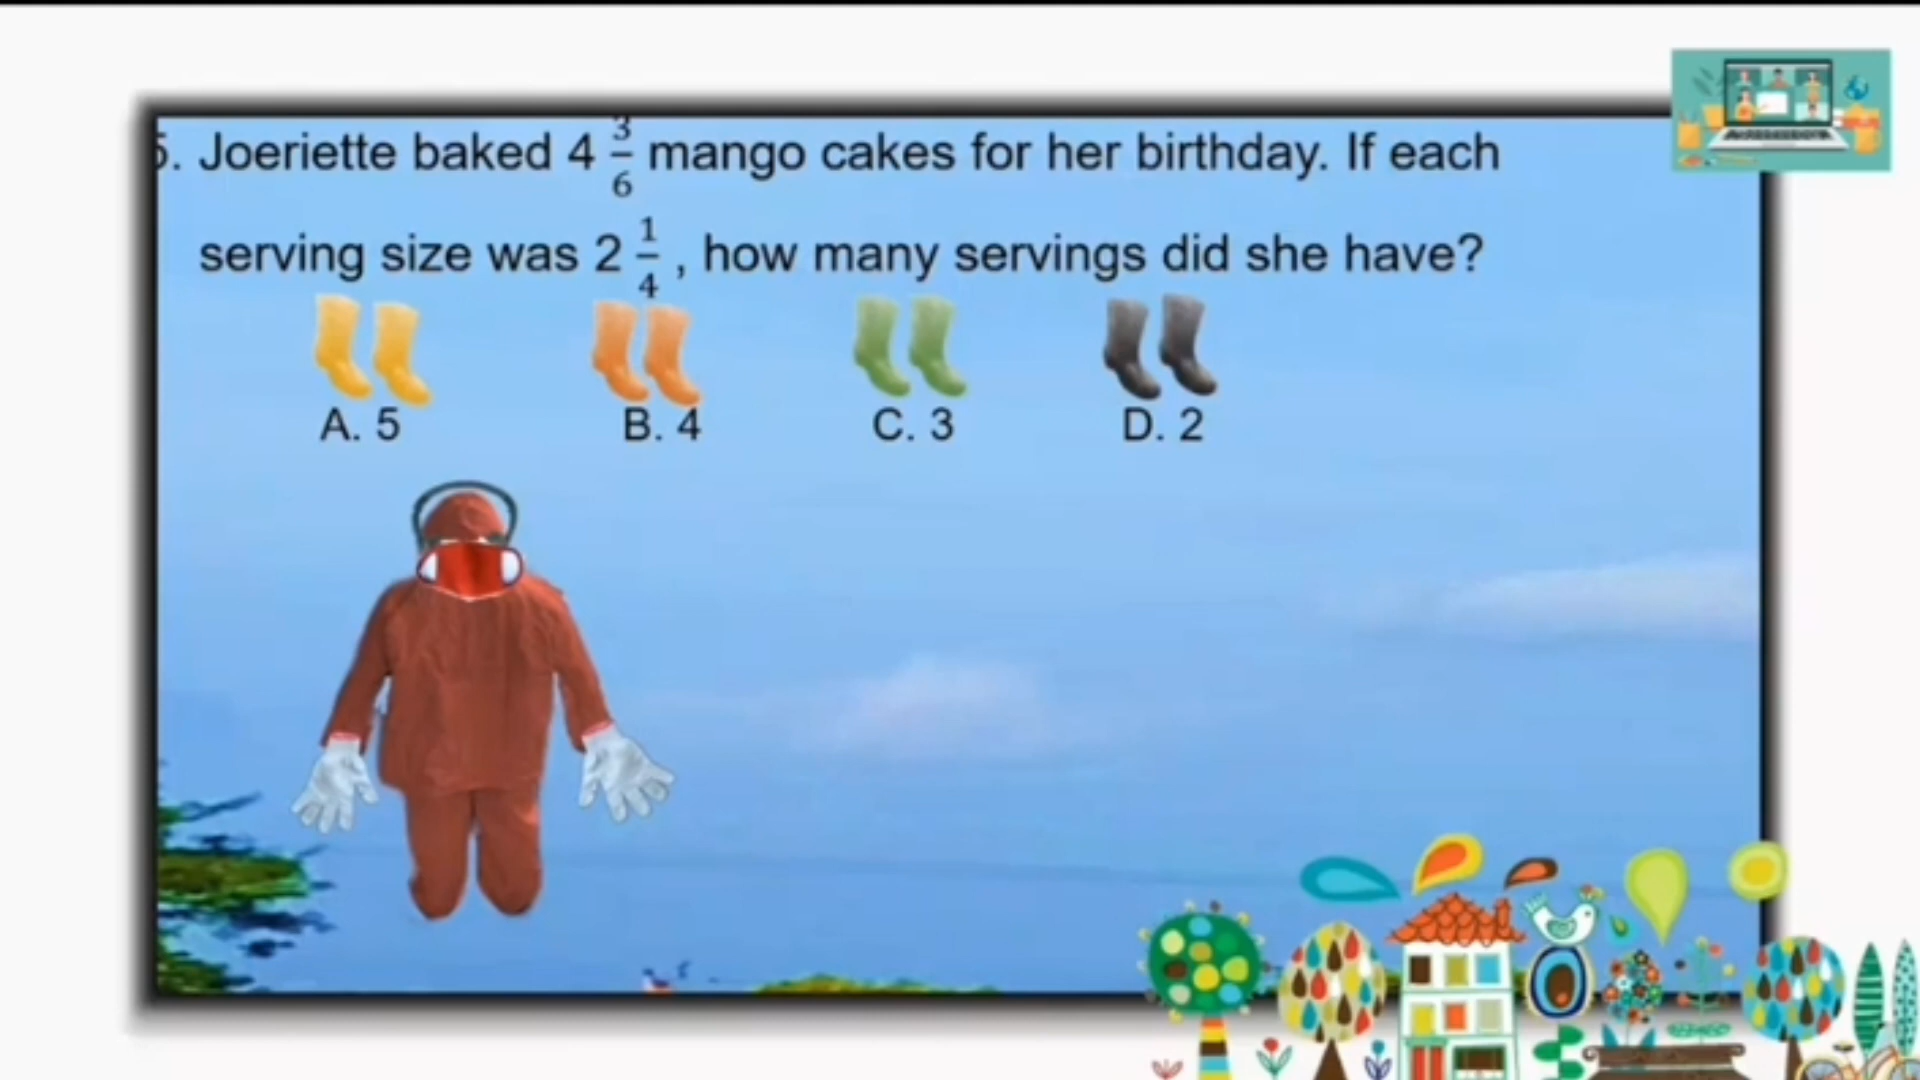 5. Joeriette baked 4 3/6 mango cakes for her birthday. If each
serving size was 2 1/4 , how many servings did she have?
A. 5 B. 4 C. 3 D. 2